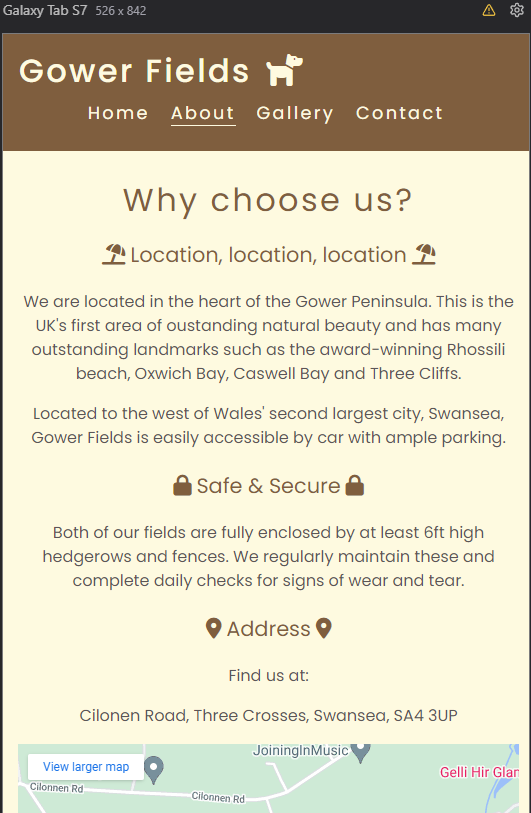 Galaxy Tab S7 526 x 842
Gower Fields
Home About Gallery Contact
Why choose us?
Location, location, location
We are located in the heart of the Gower Peninsula. This is the
UK's first area of oustanding natural beauty and has many
outstanding landmarks such as the award-winning Rhossili
beach, Oxwich Bay, Caswell Bay and Three Cliffs.
Located to the west of Wales' second largest city, Swansea,
Gower Fields is easily accessible by car with ample parking.
Safe & Secure
Both of our fields are fully enclosed by at least 6ft high
hedgerows and fences. We regularly maintain these and
complete daily checks for signs of wear and tear.
Address
Find us at:
Cilonen Road, Three Crosses, Swansea, SA4 3UP
JoiningInMusic
View larger map
Gelli Hir Glam
Cilonnen Rd
Cilonnen Rd